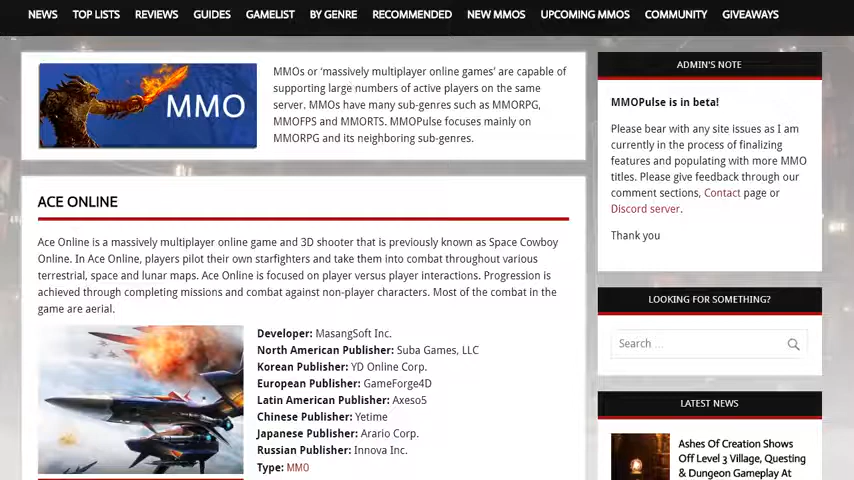 NEWS TOP LISTS REVIEWS GUIDES GAMELIST BY GENRE RECOMMENDED NEW MMOS UPCOMING MMOS COMMUNITY GIVEAWAYS
MMO
MMOs or ‘massively multiplayer online games’ are capable of
supporting large numbers of active players on the same
server. MMOs have many sub-genres such as MMORPG,
MMOFPS and MMORTS. MMOPulse focuses mainly on
MMORPG and its neighboring sub-genres.
ACE ONLINE
Ace Online is a massively multiplayer online game and 3D shooter that is previously known as Space Cowboy
Online. In Ace Online, players pilot their own starfighters and take them into combat throughout various
terrestrial, space and lunar maps. Ace Online is focused on player versus player interactions. Progression is
achieved through completing missions and combat against non-player characters. Most of the combat in the
game are aerial.
Developer: MasangSoft Inc.
North American Publisher: Suba Games, LLC
Korean Publisher: YD Online Corp.
European Publisher: GameForge4D
Latin American Publisher: Axeso5
Chinese Publisher: Yetime
Japanese Publisher: Arario Corp.
Russian Publisher: Innova Inc.
Type: MMO
ADMIN'S NOTE
MMOPulse is in beta!
Please bear with any site issues as I am
currently in the process of finalizing
features and populating with more MMO
titles. Please give feedback through our
comment sections, Contact page or
Discord server.
Thank you
LOOKING FOR SOMETHING?
Search ...
LATEST NEWS
Ashes Of Creation Shows
Off Level 3 Village, Questing
& Dungeon Gameplay At